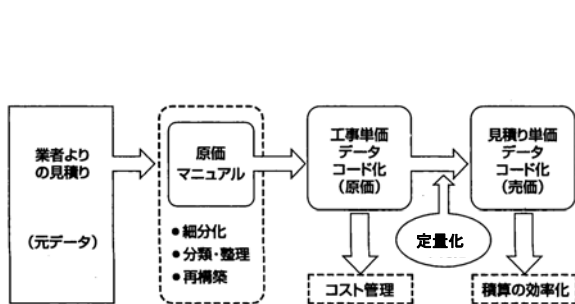 業者より
の見積り
（元データ）
原価
マニュアル
●細分化
●分類・整理
●再構築
工事単価
データ
コード化
（原価）
コスト管理
定量化
見積り単価
データ
コード化
（売価）
積算の効率化